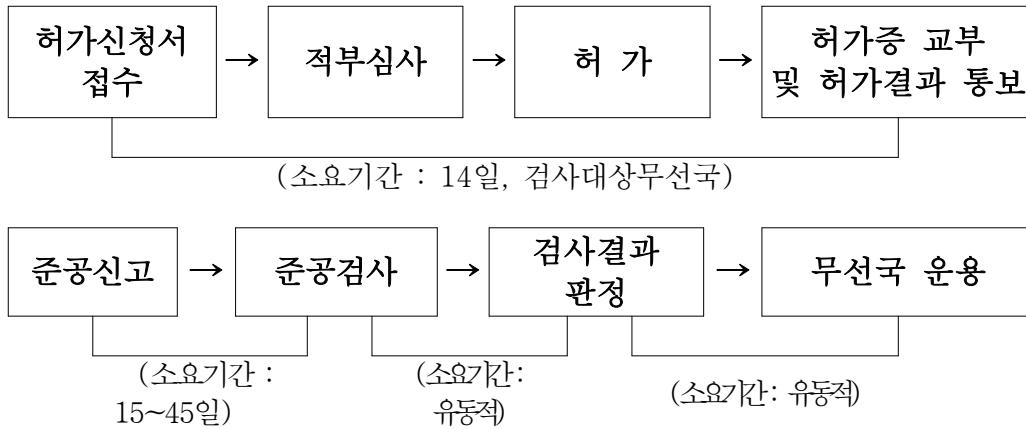 허가신청서
접수
→
적부심사
→
허 가
→
허가증 교부
및 허가결과 통보
(소요기간 : 14일, 검사대상무선국)
준공신고
→
준공검사
→
검사결과
판정
→
무선국 운용
(소요기간 :
15~45일)
(소요기간:
유동적)
(소요기간: 유동적)